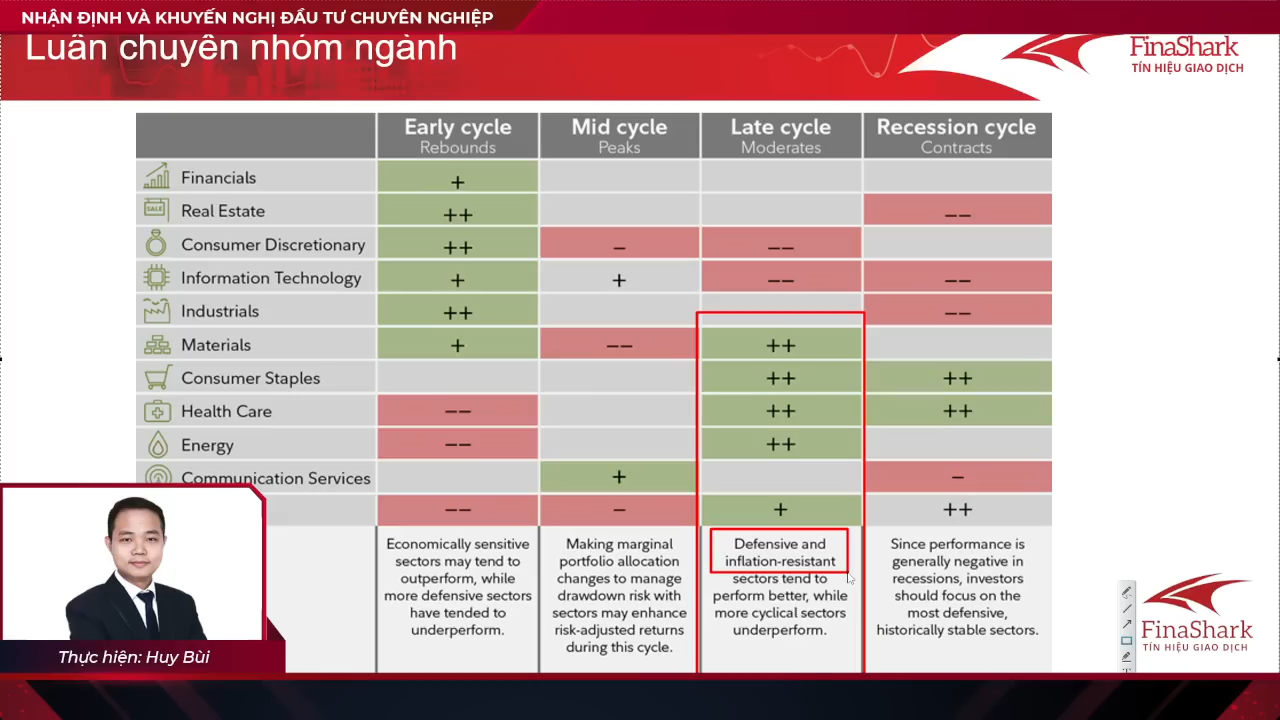 NHẬN ĐỊNH VÀ KHUYẾN NGHỊ ĐẦU TƯ CHUYÊN NGHIỆP
Luân chuyển nhóm ngành
FinaShark
TÍN HIỆU GIAO DỊCH
Early cycle Mid cycle Late cycle Recession cycle
Rebounds Peaks Moderates Contracts
Financials +
SALE Real Estate ++ −−
Consumer Discretionary ++ − −−
Information Technology + + −− −−
Industrials ++ −−
Materials + −− ++
Consumer Staples ++ ++
Health Care −− ++ ++
Energy −− ++
Communication Services + −
−− − + ++
Economically sensitive
sectors may tend to
outperform, while
more defensive sectors
have tended to
underperform.
Making marginal
portfolio allocation
changes to manage
drawdown risk with
sectors may enhance
risk-adjusted returns
during this cycle.
Defensive and
inflation-resistant
sectors tend to
perform better, while
more cyclical sectors
underperform.
Since performance is
generally negative in
recessions, investors
should focus on the
most defensive,
historically stable sectors.
Thực hiện: Huy Bùi
FinaShark
TÍN HIỆU GIAO DỊCH